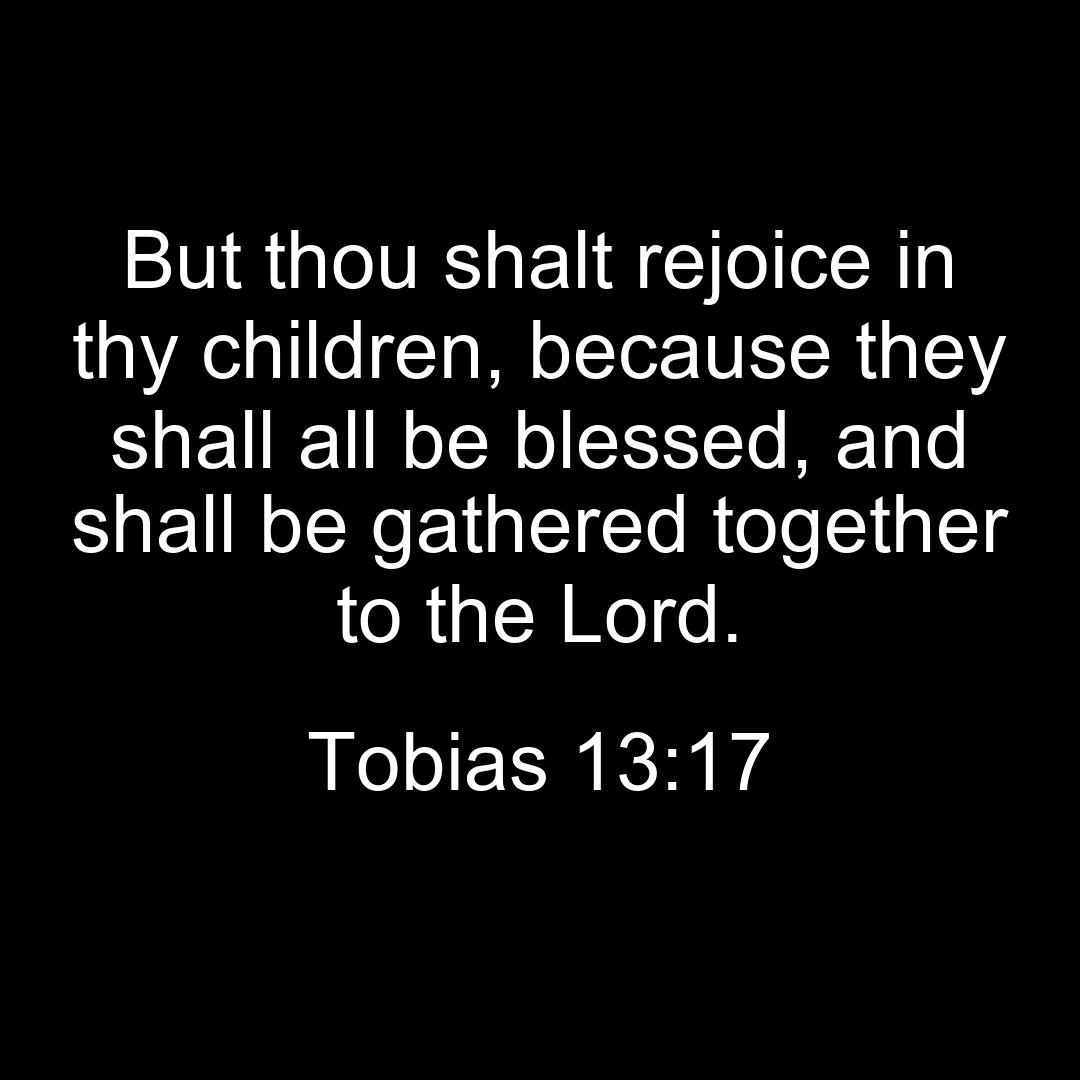 But thou shalt rejoice in
thy children, because they
shall all be blessed, and
shall be gathered together
to the Lord.
Tobias 13:17